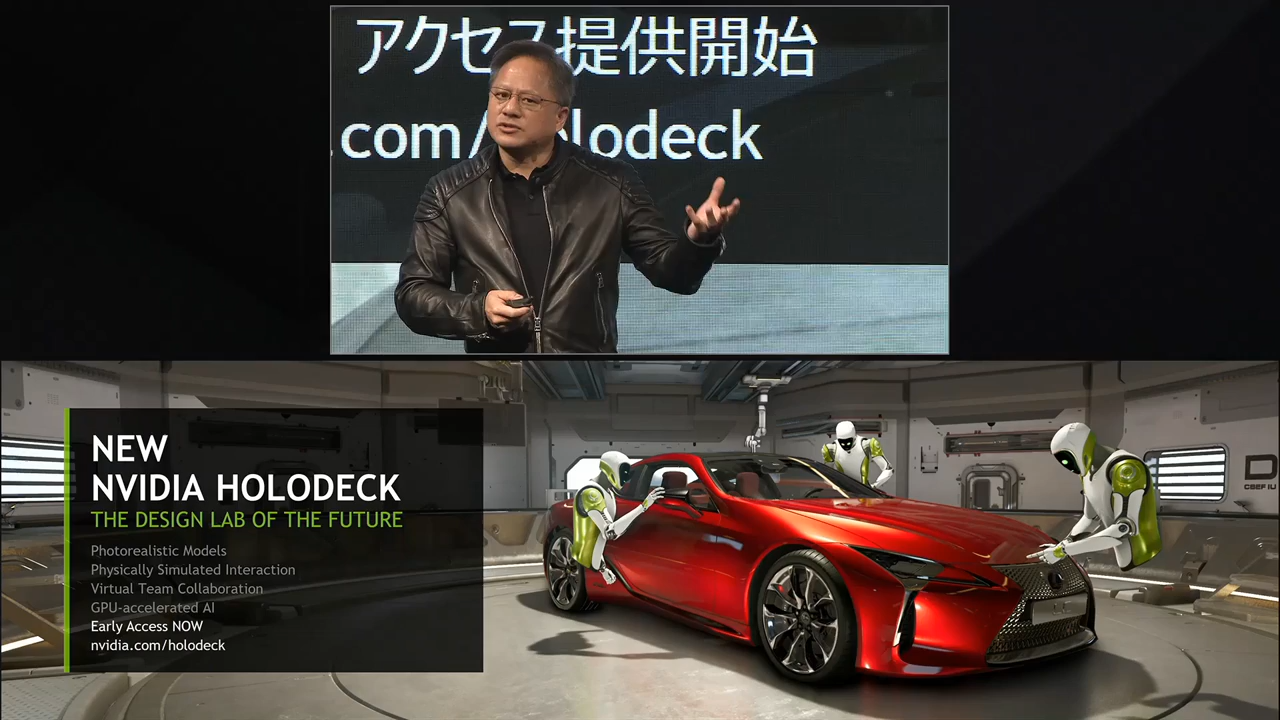 アクセス提供開始
.com/holodeck
NEW
NVIDIA HOLODECK
THE DESIGN LAB OF THE FUTURE
Photorealistic Models
Physically Simulated Interaction
Virtual Team Collaboration
GPU-accelerated AI
Early Access NOW
nvidia.com/holodeck